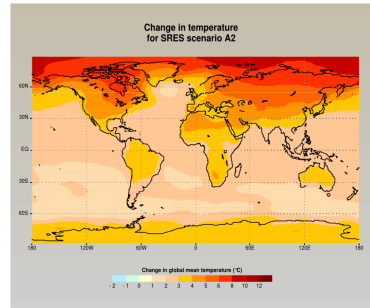 Change in temperature
for SRES scenario A2
60N
30N
EQ
30S
60S
180 120W 60W 0 60E 120E 180
Change in global mean temperature (°C)
-2 -1 0 1 2 3 4 5 6 8 10 12